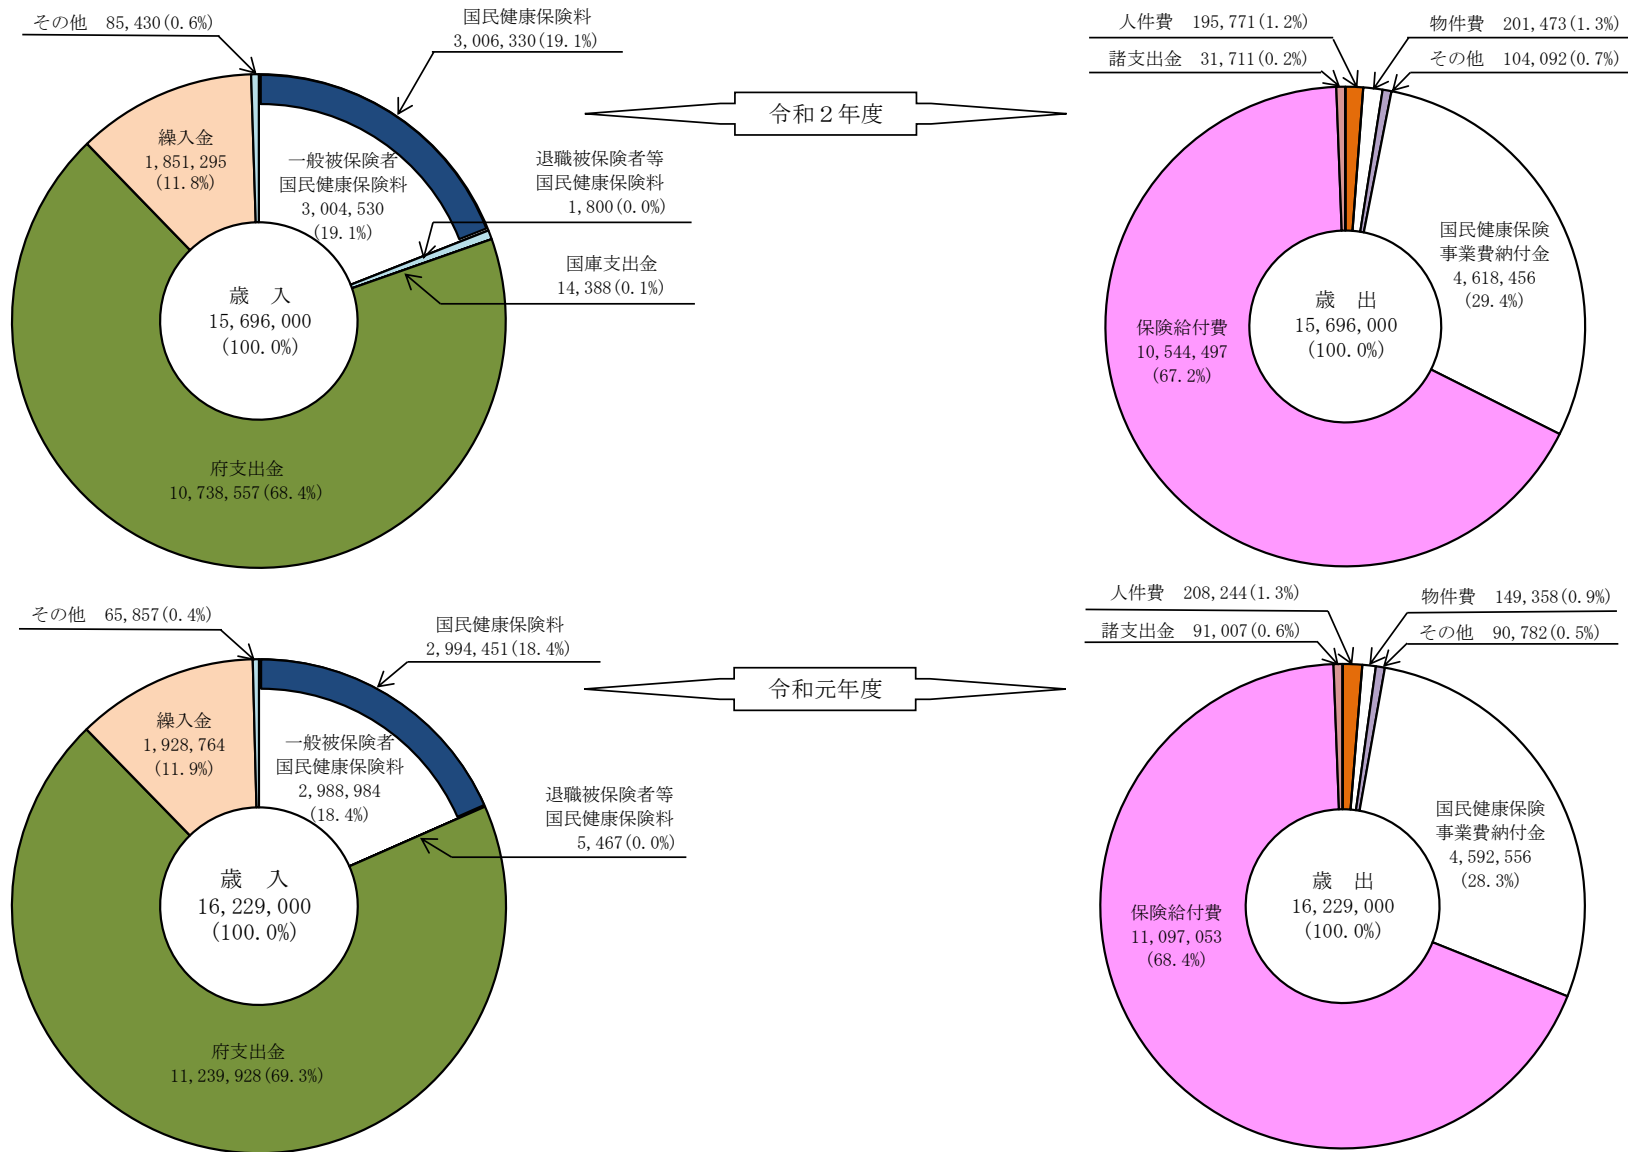 その他　85,430(0.6%)
国民健康保険料
3,006,330(19.1%)
繰入金
1,851,295
(11.8%)
一般被保険者
国民健康保険料
3,004,530
(19.1%)
退職被保険者等
国民健康保険料
1,800(0.0%)
国庫支出金
14,388(0.1%)
歳　入
15,696,000
(100.0%)
府支出金
10,738,557(68.4%)
令和２年度
人件費　195,771(1.2%)
物件費　201,473(1.3%)
諸支出金　31,711(0.2%)
その他　104,092(0.7%)
国民健康保険
事業費納付金
4,618,456
(29.4%)
歳　出
15,696,000
(100.0%)
保険給付費
10,544,497
(67.2%)
その他　65,857(0.4%)
国民健康保険料
2,994,451(18.4%)
繰入金
1,928,764
(11.9%)
一般被保険者
国民健康保険料
2,988,984
(18.4%)
退職被保険者等
国民健康保険料
5,467(0.0%)
歳　入
16,229,000
(100.0%)
府支出金
11,239,928(69.3%)
令和元年度
人件費　208,244(1.3%)
物件費　149,358(0.9%)
諸支出金　91,007(0.6%)
その他　90,782(0.5%)
国民健康保険
事業費納付金
4,592,556
(28.3%)
歳　出
16,229,000
(100.0%)
保険給付費
11,097,053
(68.4%)